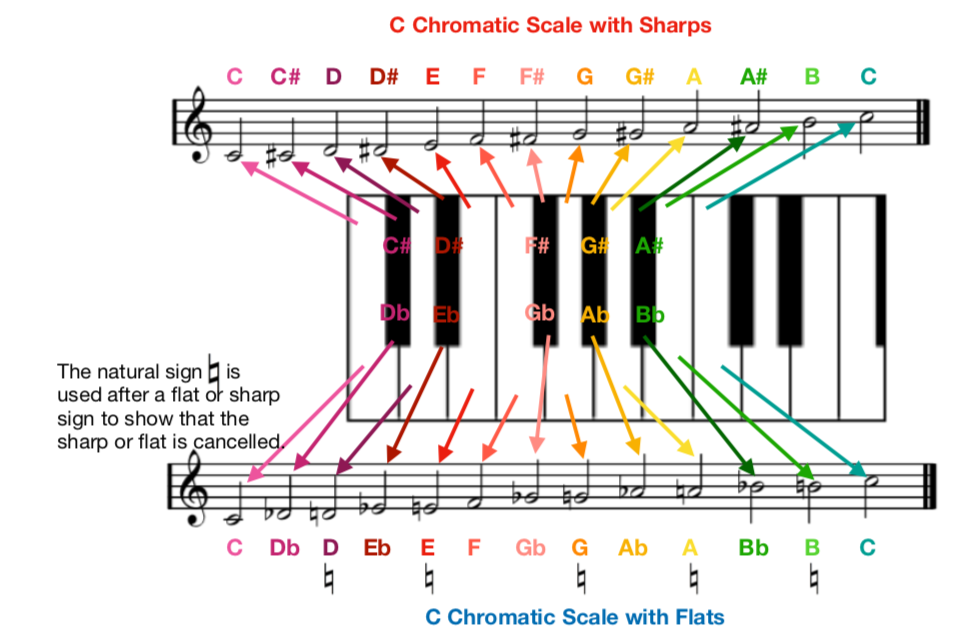 C Chromatic Scale with Sharps
C C# D D# E F F# G G# A A# B C
C# D# F# G# A#
Db Eb Gb Ab Bb
The natural sign ♮ is
used after a flat or sharp
sign to show that the
sharp or flat is cancelled.
C Db D Eb E F Gb G Ab A Bb B C
♮ ♮ ♮ ♮ ♮
C Chromatic Scale with Flats